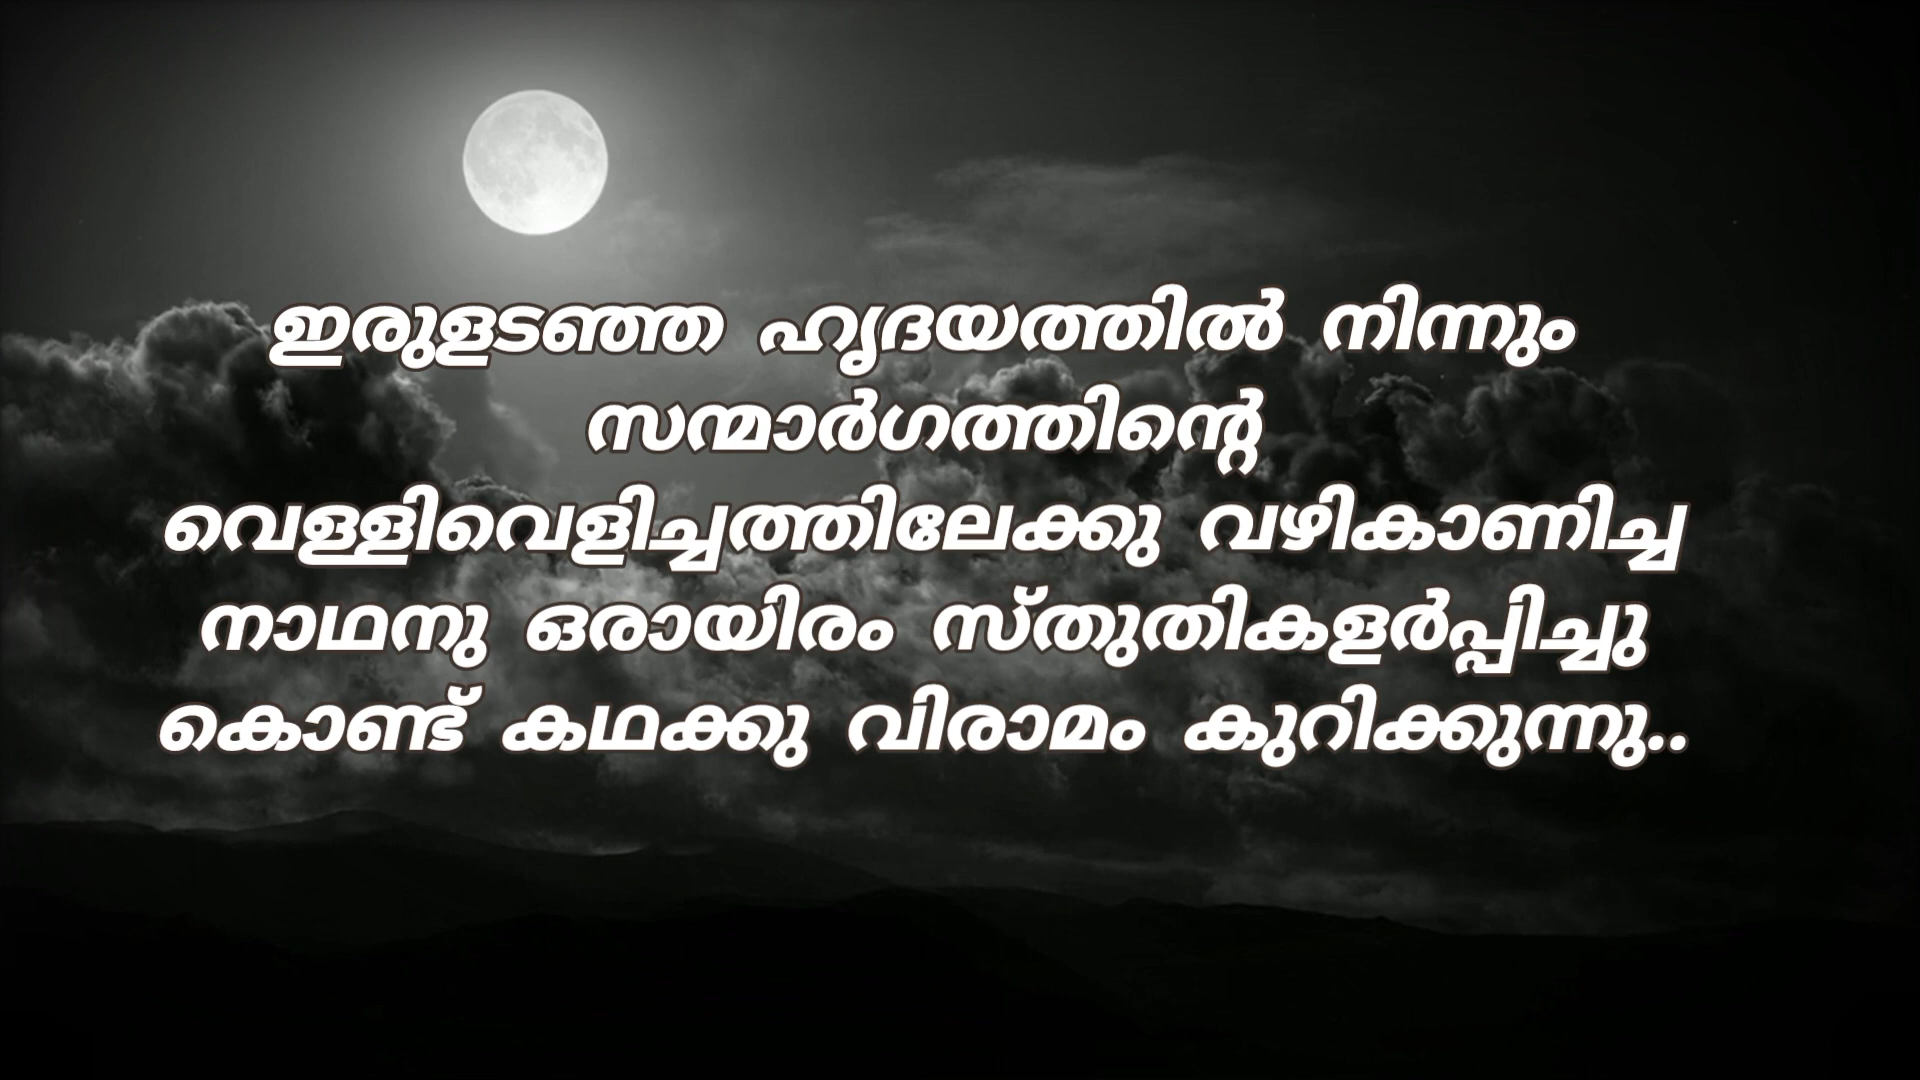 ഇരുളടഞ്ഞ ഹൃദയത്തിൽ നിന്നും
സന്മാർഗത്തിന്റെ
വെള്ളിവെളിച്ചത്തിലേക്കു വഴികാണിച്ച
നാഥനു ഒരായിരം സ്തുതികളർപ്പിച്ചു
കൊണ്ട് കഥക്കു വിരാമം കുറിക്കുന്നു..